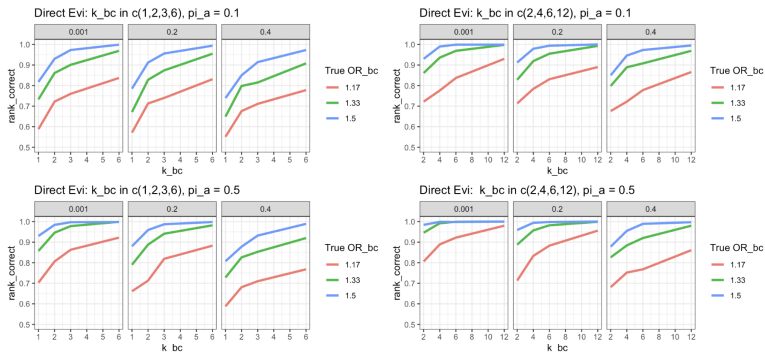 Direct Evi: k_bc in c(1,2,3,6), pi_a = 0.1
0.001 0.2 0.4
rank_correct
1.0
0.9
0.8
0.7
0.6
0.5
1 2 3 4 5 6 1 2 3 4 5 6 1 2 3 4 5 6
k_bc
True OR_bc
1.17
1.33
1.5
Direct Evi: k_bc in c(2,4,6,12), pi_a = 0.1
0.001 0.2 0.4
rank_correct
1.0
0.9
0.8
0.7
0.6
0.5
2 4 6 8 10 12 2 4 6 8 10 12 2 4 6 8 10 12
k_bc
True OR_bc
1.17
1.33
1.5
Direct Evi: k_bc in c(1,2,3,6), pi_a = 0.5
0.001 0.2 0.4
rank_correct
1.0
0.9
0.8
0.7
0.6
0.5
1 2 3 4 5 6 1 2 3 4 5 6 1 2 3 4 5 6
k_bc
True OR_bc
1.17
1.33
1.5
Direct Evi:  k_bc in c(2,4,6,12), pi_a = 0.5
0.001 0.2 0.4
rank_correct
1.0
0.9
0.8
0.7
0.6
0.5
2 4 6 8 10 12 2 4 6 8 10 12 2 4 6 8 10 12
k_bc
True OR_bc
1.17
1.33
1.5